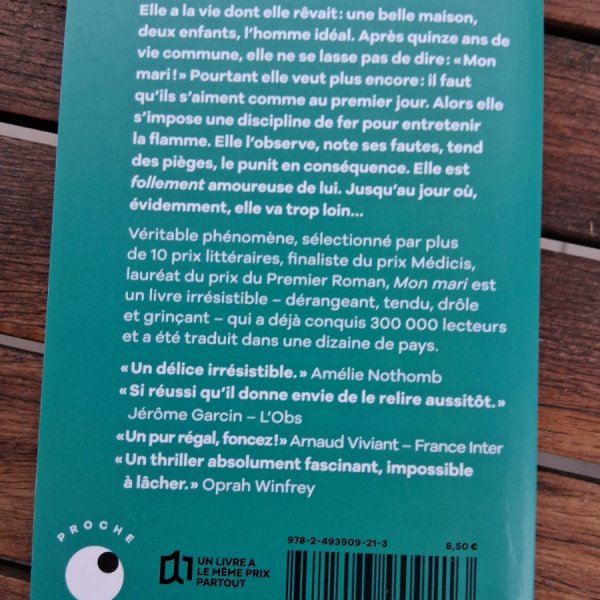 Elle a la vie dont elle rêvait : une belle maison,
deux enfants, l'homme idéal. Après quinze ans de
vie commune, elle ne se lasse pas de dire : « Mon
mari ! » Pourtant elle veut plus encore : il faut
qu'ils s'aiment comme au premier jour. Alors elle
s'impose une discipline de fer pour entretenir
la flamme. Elle l'observe, note ses fautes, tend
des pièges, le punit en conséquence. Elle est
follement amoureuse de lui. Jusqu'au jour où,
évidemment, elle va trop loin...
Véritable phénomène, sélectionné par plus
de 10 prix littéraires, finaliste du prix Médicis,
lauréat du prix du Premier Roman, Mon mari est
un livre irrésistible – dérangeant, tendu, drôle
et grinçant – qui a déjà conquis 300 000 lecteurs
et a été traduit dans une dizaine de pays.
« Un délice irrésistible. » Amélie Nothomb
« Si réussi qu'il donne envie de le relire aussitôt. »
Jérôme Garcin – L'Obs
« Un pur régal, foncez ! » Arnaud Viviant – France Inter
« Un thriller absolument fascinant, impossible
à lâcher. » Oprah Winfrey
PROCHE
UN LIVRE A
LE MÊME PRIX
PARTOUT
978-2-493909-21-3
8,50 €